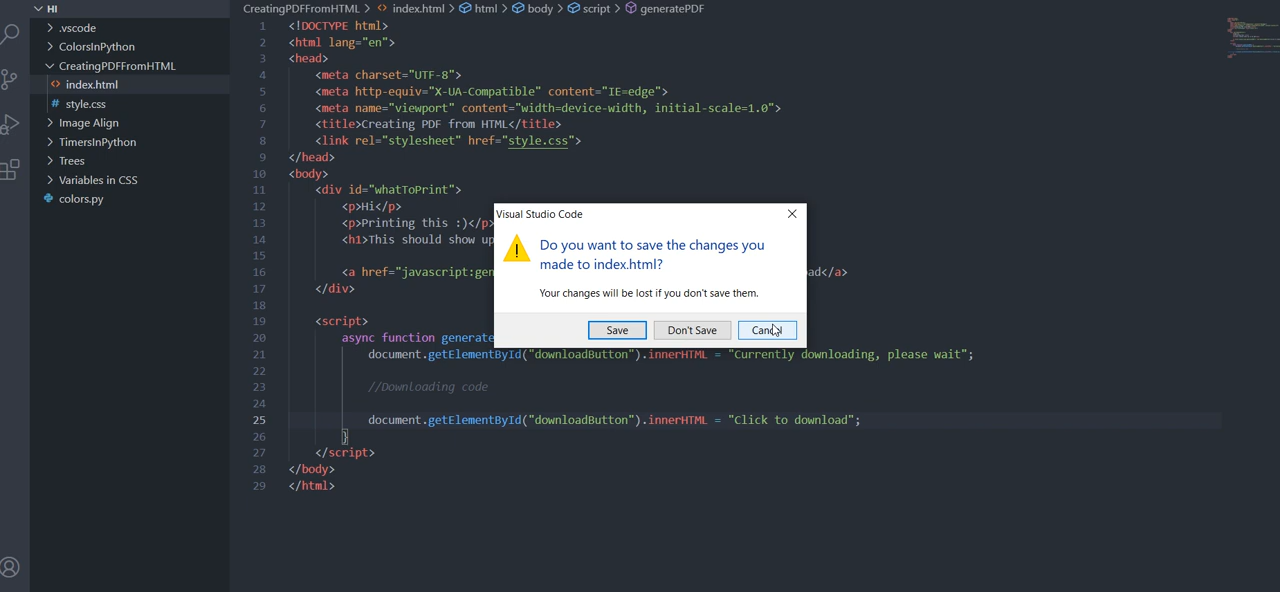 HI
.vscode
ColorsInPython
CreatingPDFFromHTML
index.html
style.css
Image Align
TimersInPython
Trees
Variables in CSS
colors.py
CreatingPDFFromHTML > index.html > html > body > script > generatePDF
1 <!DOCTYPE html>
2 <html lang="en">
3 <head>
4 <meta charset="UTF-8">
5 <meta http-equiv="X-UA-Compatible" content="IE=edge">
6 <meta name="viewport" content="width=device-width, initial-scale=1.0">
7 <title>Creating PDF from HTML</title>
8 <link rel="stylesheet" href="style.css">
9 </head>
10 <body>
11 <div id="whatToPrint">
12 <p>Hi</p>
13 <p>Printing this :)</p>
14 <h1>This should show up
15
16 <a href="javascript:gen ad</a>
17 </div>
18
19 <script>
20 async function generate
21 document.getElementById("downloadButton").innerHTML = "Currently downloading, please wait";
22
23 //Downloading code
24
25 document.getElementById("downloadButton").innerHTML = "Click to download";
26 }
27 </script>
28 </body>
29 </html>
Visual Studio Code
Do you want to save the changes you
made to index.html?
Your changes will be lost if you don't save them.
Save Don't Save Cancel